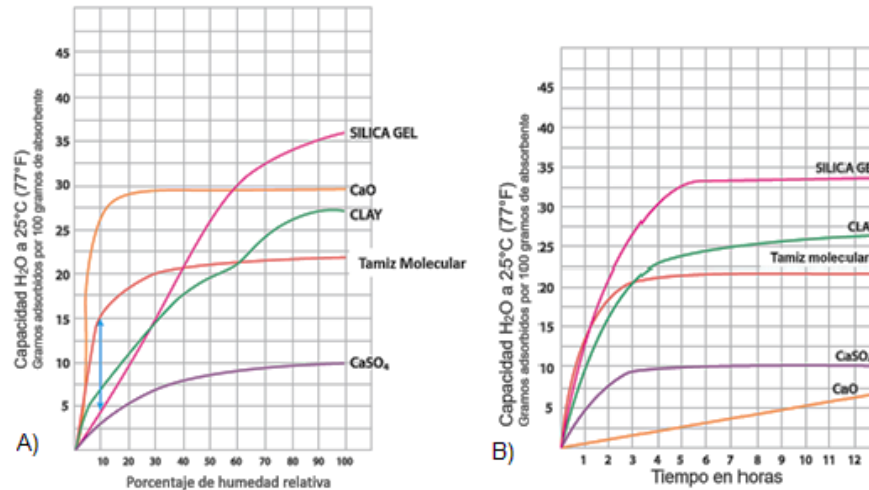 Capacidad H₂O a 25°C (77°F)
Gramos adsorbidos por 100 gramos de absorbente
45
40
35
30
25
20
15
10
5
SILICA GEL
CaO
CLAY
Tamiz Molecular
CaSO₄
10 20 30 40 50 60 70 80 90 100
Porcentaje de humedad relativa
A)
Capacidad H₂O a 25°C (77°F)
Gramos adsorbidos por 100 gramos de absorbente
45
40
35
30
25
20
15
10
5
SILICA GE
CLA
Tamiz molecular
CaSO
CaO
1 2 3 4 5 6 7 8 9 10 11 12
Tiempo en horas
B)